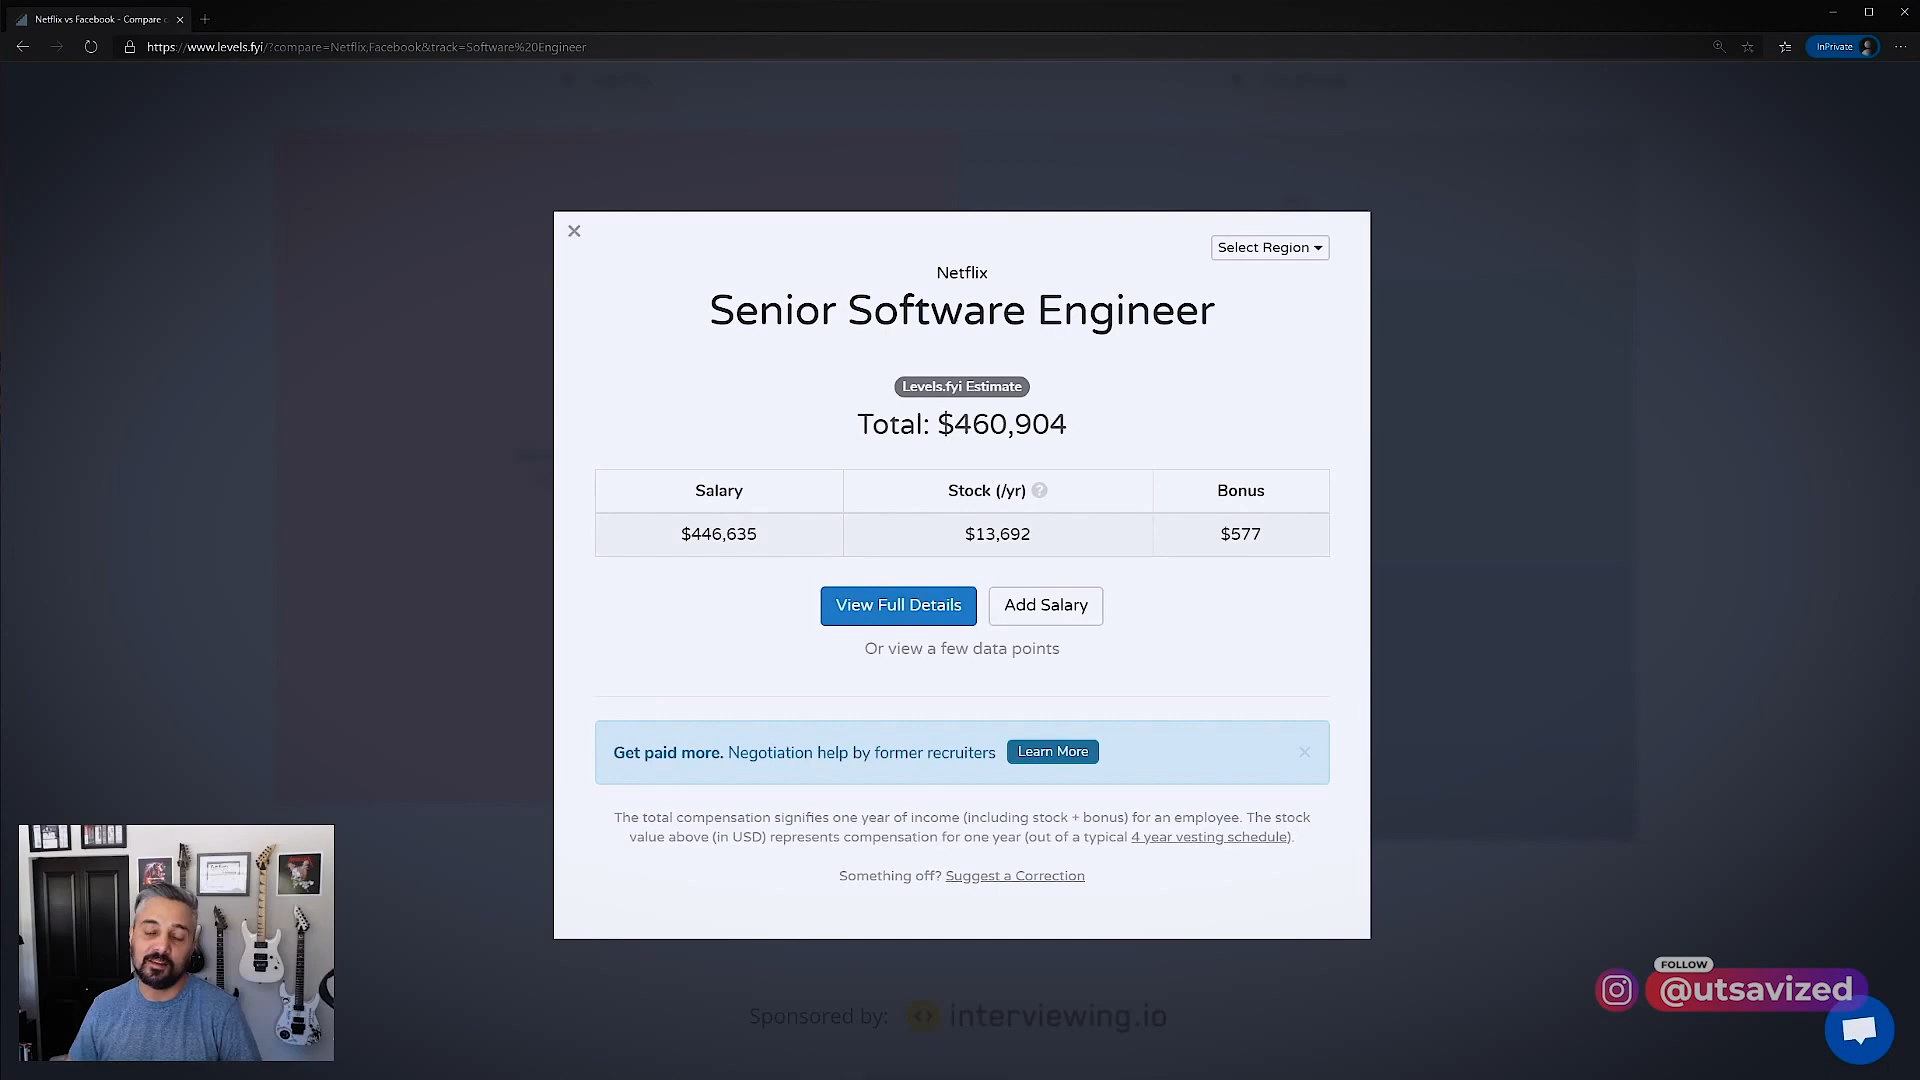 Netflix vs Facebook - Compare
https://www.levels.fyi/?compare=Netflix,Facebook&track=Software%20Engineer
InPrivate
Select Region
Netflix
Senior Software Engineer
Levels.fyi Estimate
Total: $460,904
Salary Stock (/yr) ? Bonus
$446,635 $13,692 $577
View Full Details Add Salary
Or view a few data points
Get paid more. Negotiation help by former recruiters Learn More
The total compensation signifies one year of income (including stock + bonus) for an employee. The stock
value above (in USD) represents compensation for one year (out of a typical 4 year vesting schedule).
Something off? Suggest a Correction
FOLLOW
@utsavized
Sponsored by: interviewing.io